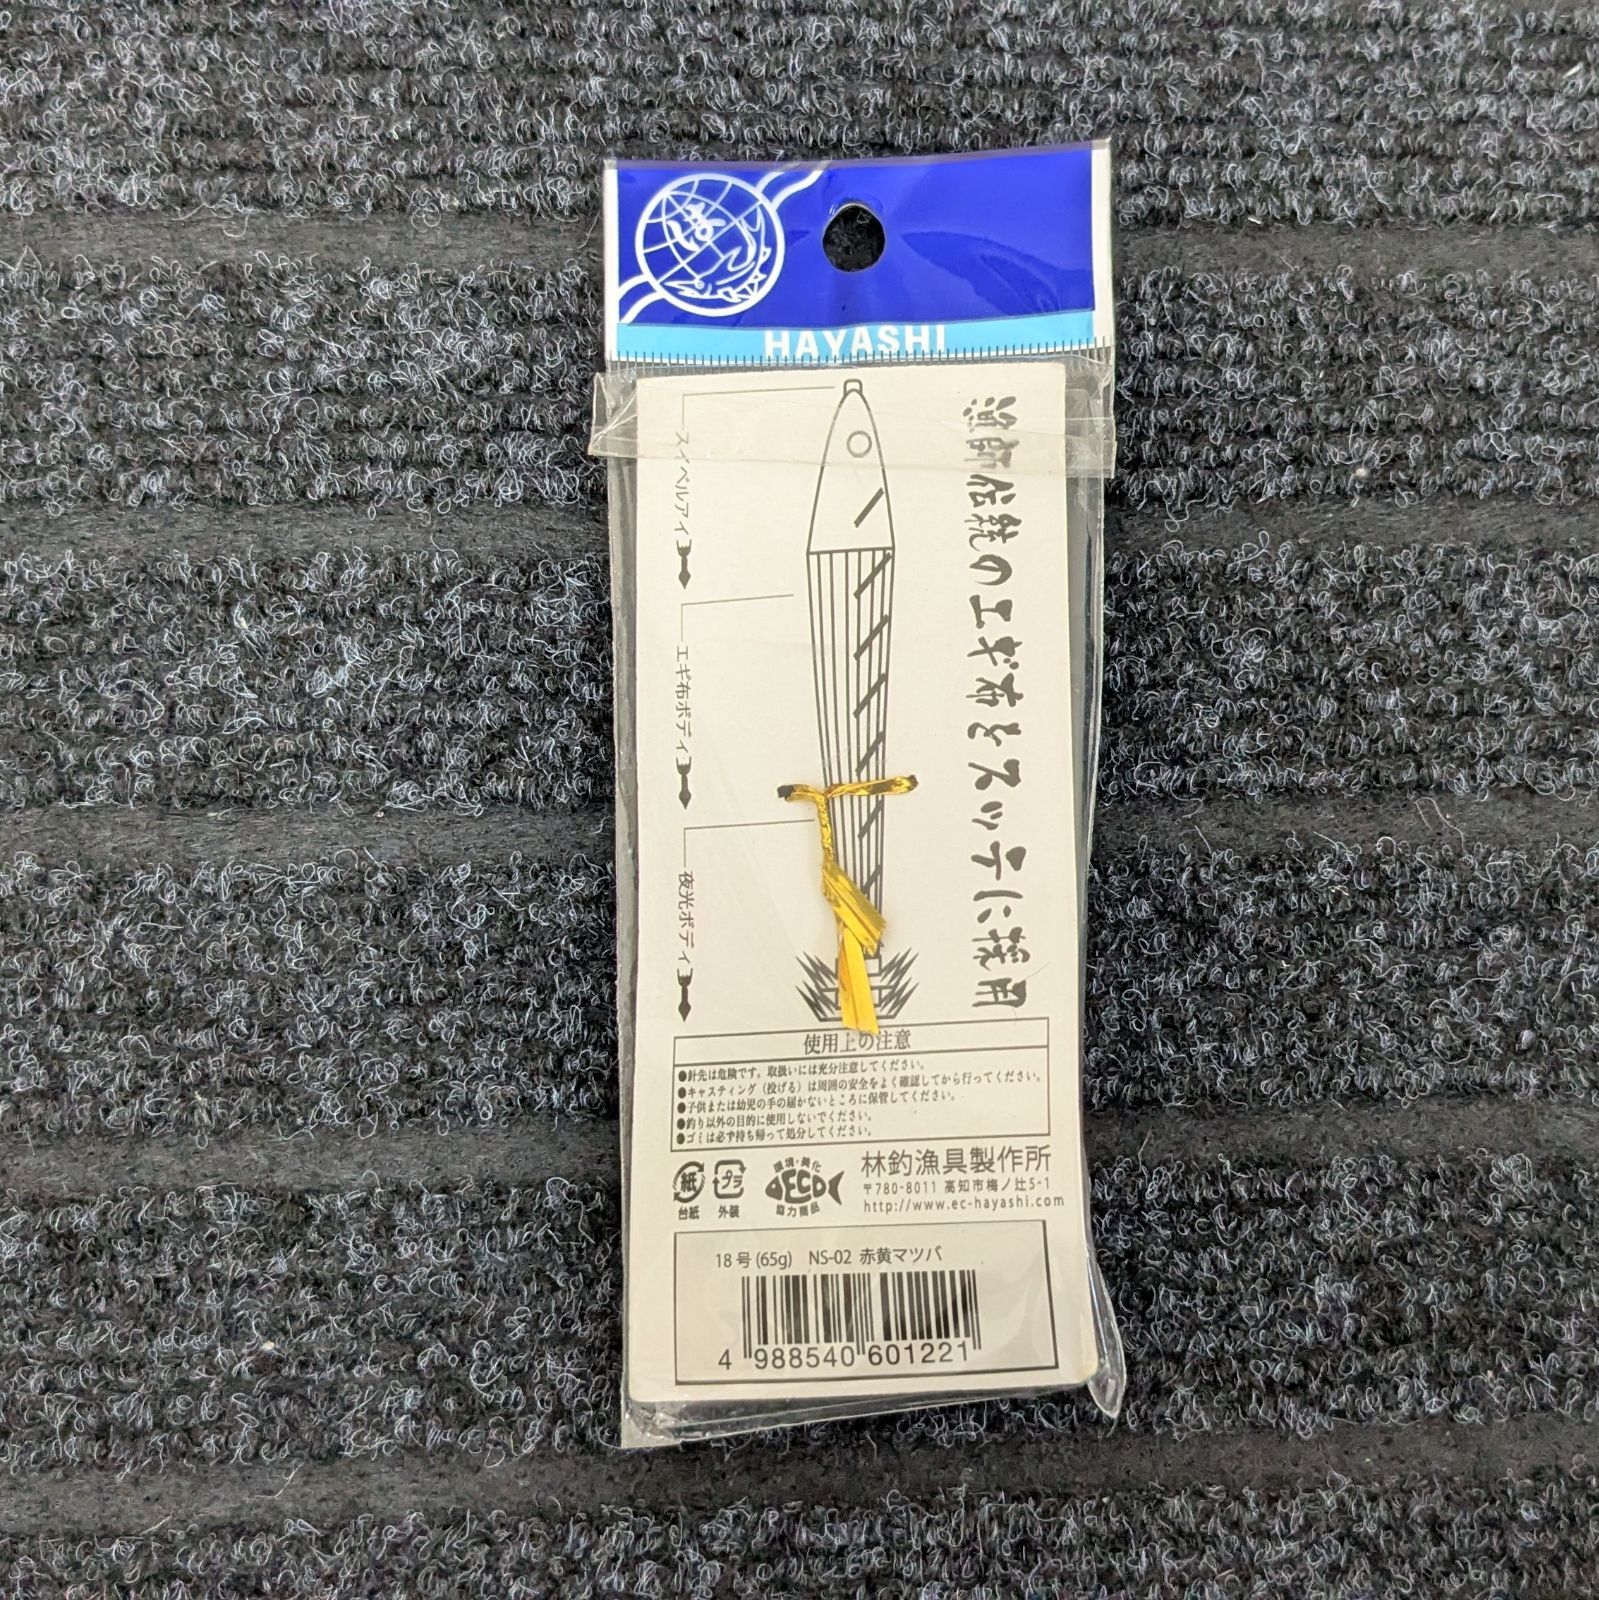 HAYASHI
漁師伝統のエギ布をスッテに採用
スイベルアイ
エギ布ボディ
夜光ボディ
使用上の注意
●針先は危険です。取扱いには充分注意してください。
●キャスティング(投げる)は周囲の安全をよく確認してから行ってください。
●子供または幼児の手の届かないところに保管してください。
●釣り以外の目的に使用しないでください。
●ゴミは必ず持ち帰って処分してください。
紙
台紙
プラ
外装
環境・美化
ECO
協力商品
林釣漁具製作所
〒780-8011 高知市梅ノ辻5-1
http://www.ec-hayashi.com
18号(65g) NS-02 赤黄マツバ
4 988540 601221